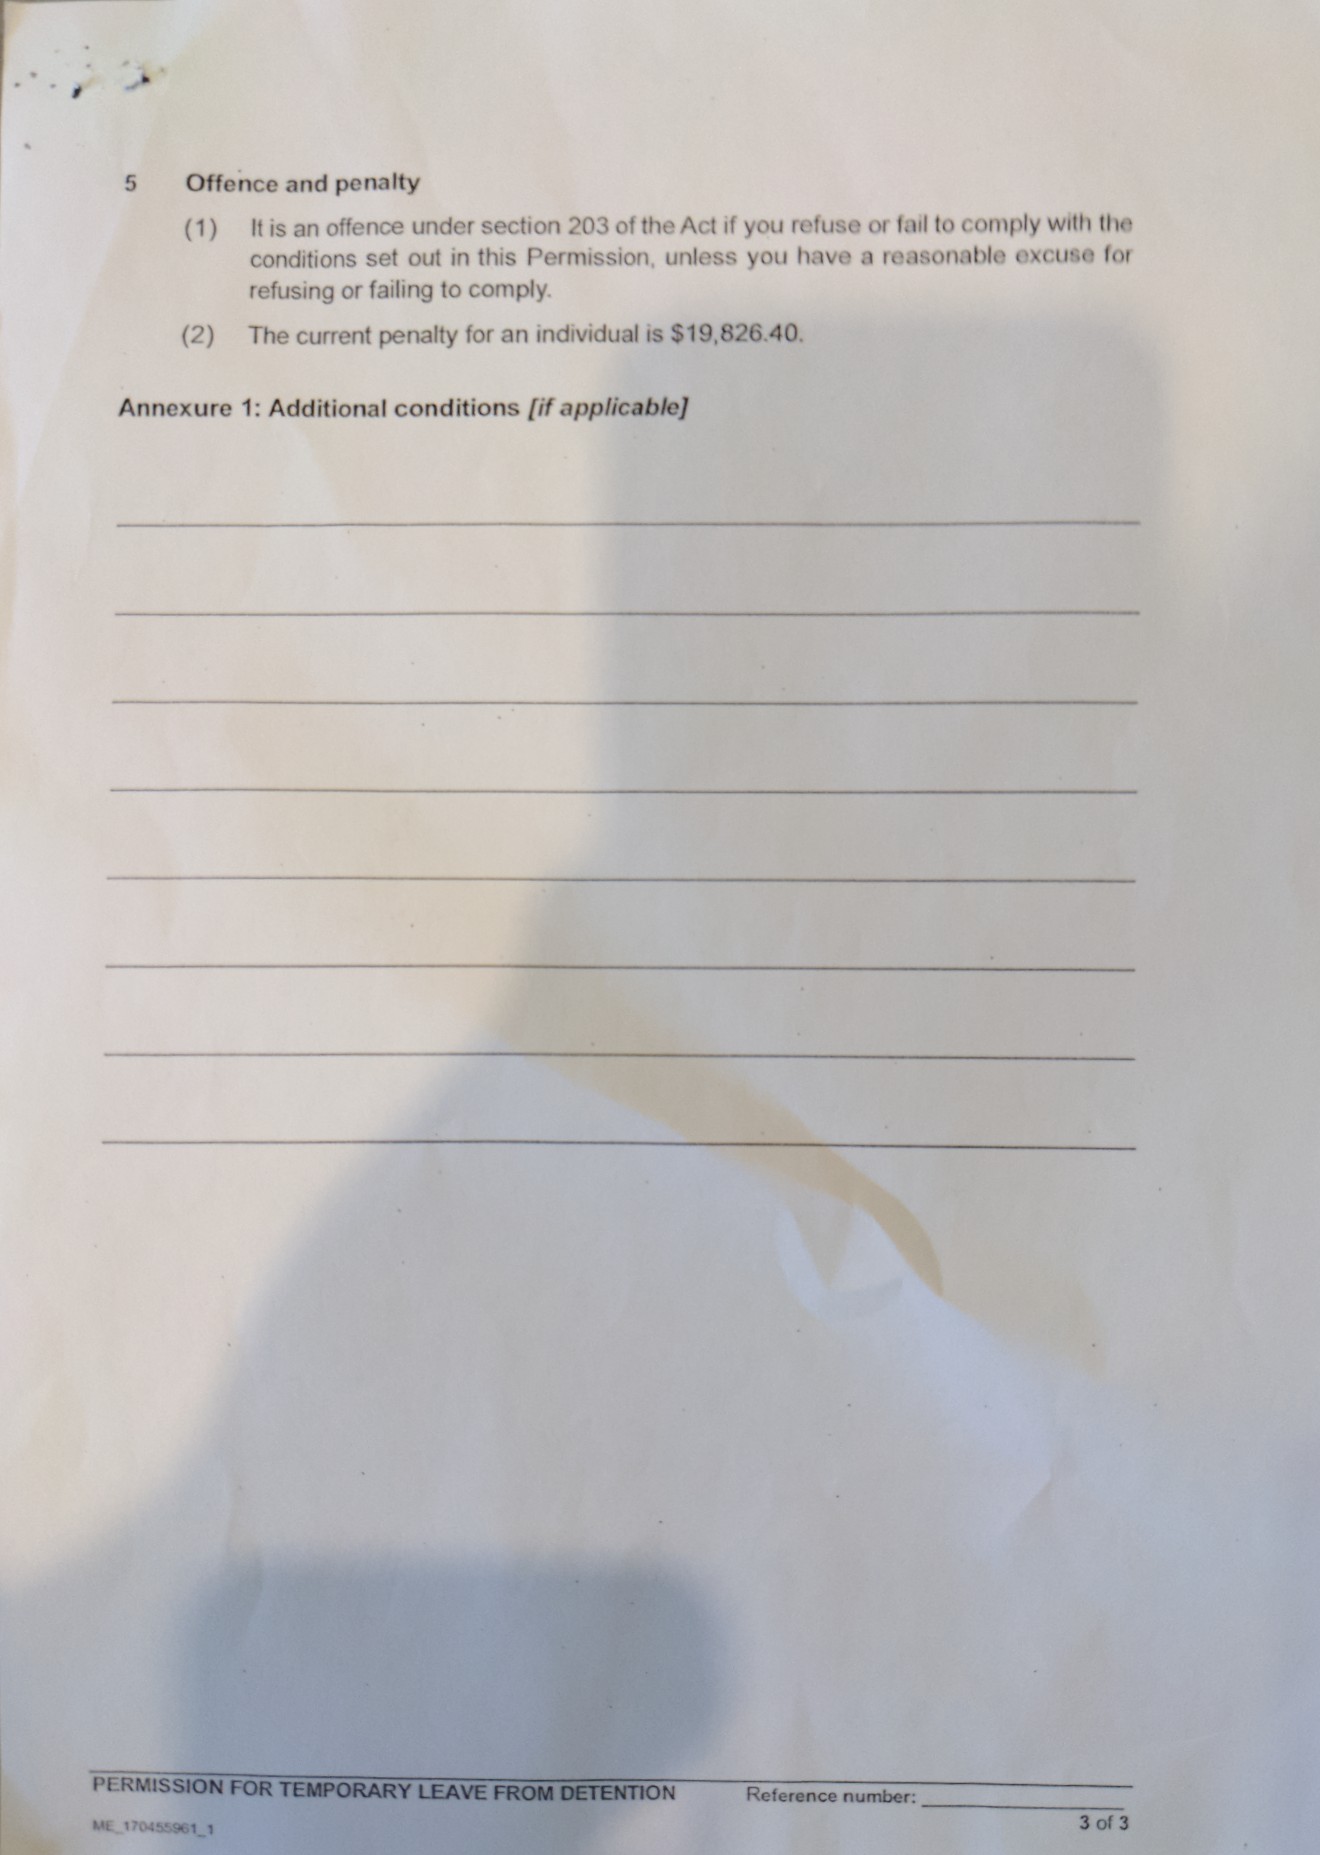 5 Offence and penalty
(1) It is an offence under section 203 of the Act if you refuse or fail to comply with the
conditions set out in this Permission, unless you have a reasonable excuse for
refusing or failing to comply.
(2) The current penalty for an individual is $19,826.40.
Annexure 1: Additional conditions [if applicable]
PERMISSION FOR TEMPORARY LEAVE FROM DETENTION Reference number:
3 of 3
ME_170455961_1